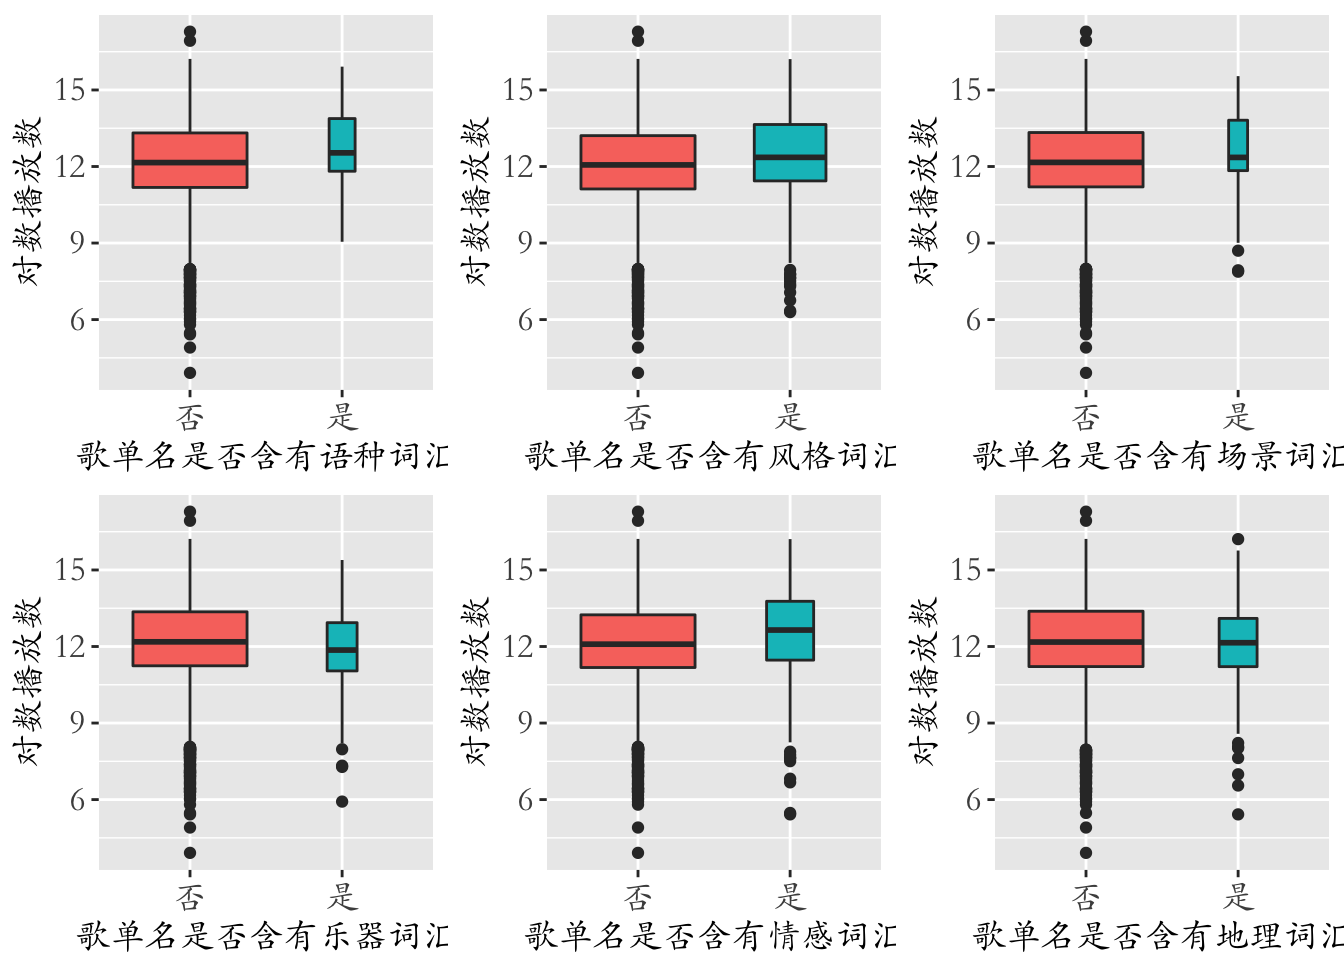 对数播放数
15
12
9
6
否 是
歌单名是否含有语种词汇
对数播放数
15
12
9
6
否 是
歌单名是否含有风格词汇
对数播放数
15
12
9
6
否 是
歌单名是否含有场景词汇
对数播放数
15
12
9
6
否 是
歌单名是否含有乐器词汇
对数播放数
15
12
9
6
否 是
歌单名是否含有情感词汇
对数播放数
15
12
9
6
否 是
歌单名是否含有地理词汇